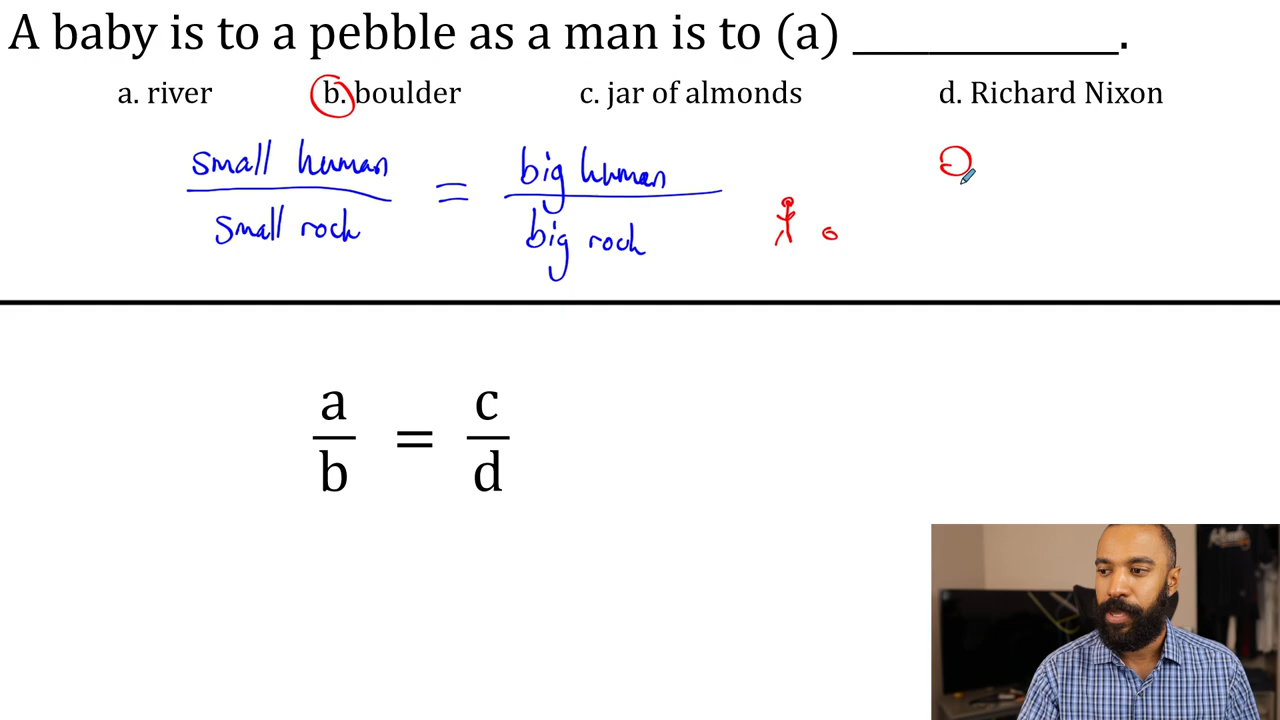 A baby is to a pebble as a man is to (a) ____________.
a. river b. boulder c. jar of almonds d. Richard Nixon
small human
small rock
=
big human
big rock
a
b
=
c
d